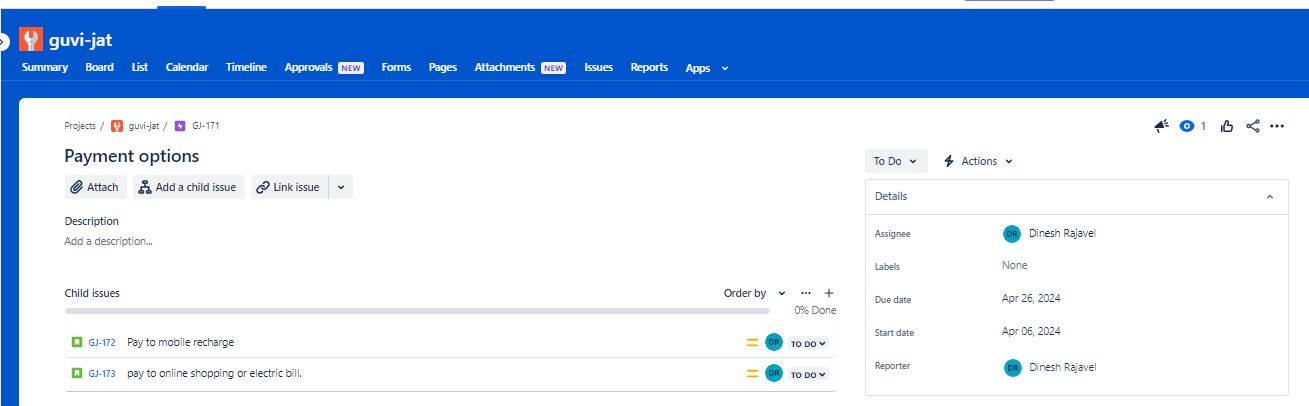 guvi-jat
Summary Board List Calendar Timeline Approvals NEW Forms Pages Attachments NEW Issues Reports Apps
Projects / guvi-jat / GJ-171
1
Payment options
To Do Actions
Attach Add a child issue Link issue
Details
Description
Add a description...
Assignee DR Dinesh Rajavel
Labels None
Child issues Order by
Due date Apr 26, 2024
0% Done
Start date Apr 06, 2024
GJ-172 Pay to mobile recharge DR TO DO
Reporter DR Dinesh Rajavel
GJ-173 pay to online shopping or electric bill. DR TO DO